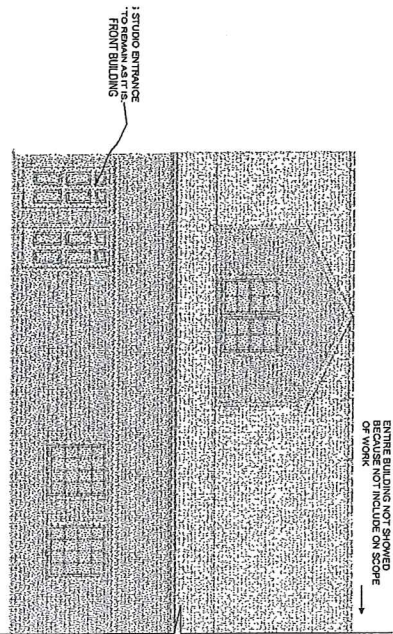 STUDIO ENTRANCE
"TO REMAIN AS IT IS.
FRONT BUILDING
ENTIRE BUILDING NOT SHOWED
BECAUSE NOT INCLUDE ON SCOPE
OF WORK